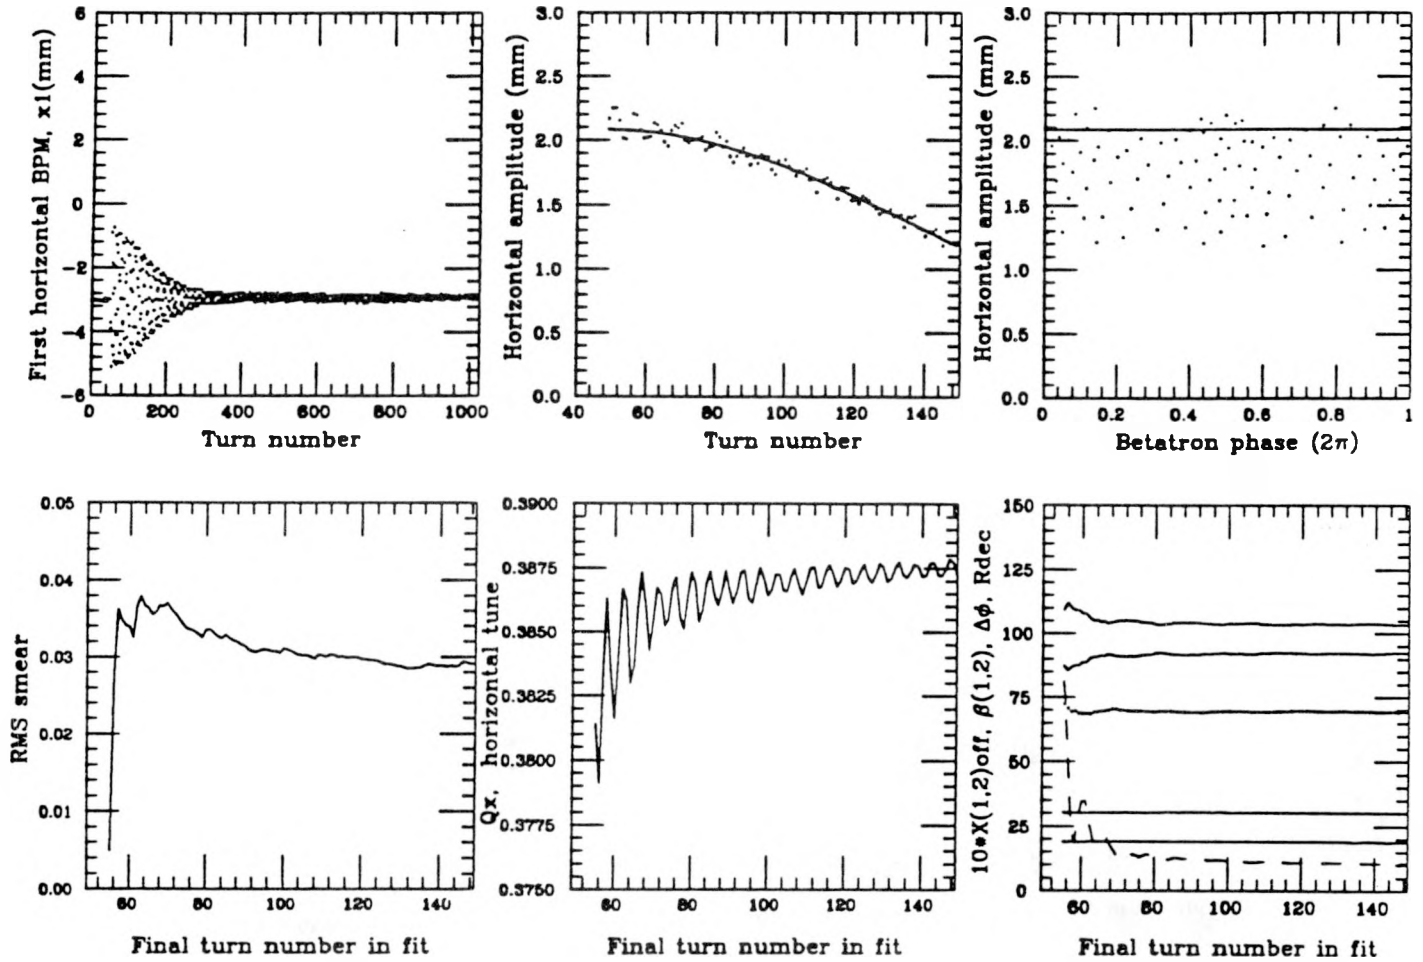 First horizontal BPM, x1(mm)
6
4
2
0
−2
−4
−6
0 200 400 600 800 1000
Turn number
Horizontal amplitude (mm)
3.0
2.5
2.0
1.5
1.0
0.5
0.0
40 60 80 100 120 140
Turn number
Horizontal amplitude (mm)
3.0
2.5
2.0
1.5
1.0
0.5
0.0
0 0.2 0.4 0.6 0.8 1
Betatron phase (2π)
RMS smear
0.05
0.04
0.03
0.02
0.01
0.00
60 80 100 120 140
Final turn number in fit
Qx, horizontal tune
0.3900
0.3875
0.3850
0.3825
0.3800
0.3775
0.3750
60 80 100 120 140
Final turn number in fit
10*X(1,2)off, β(1,2), Δϕ, Rdec
150
125
100
75
50
25
0
60 80 100 120 140
Final turn number in fit